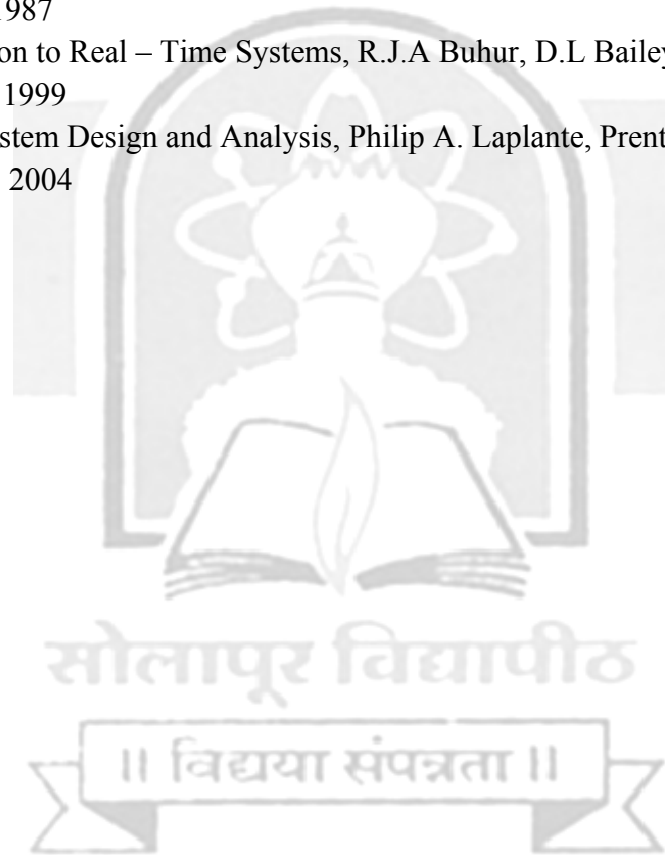 1987
on to Real – Time Systems, R.J.A Buhur, D.L Bailey
1999
stem Design and Analysis, Philip A. Laplante, Prent
2004
सोलापूर विद्यापीठ
॥ विद्यया संपन्नता ॥